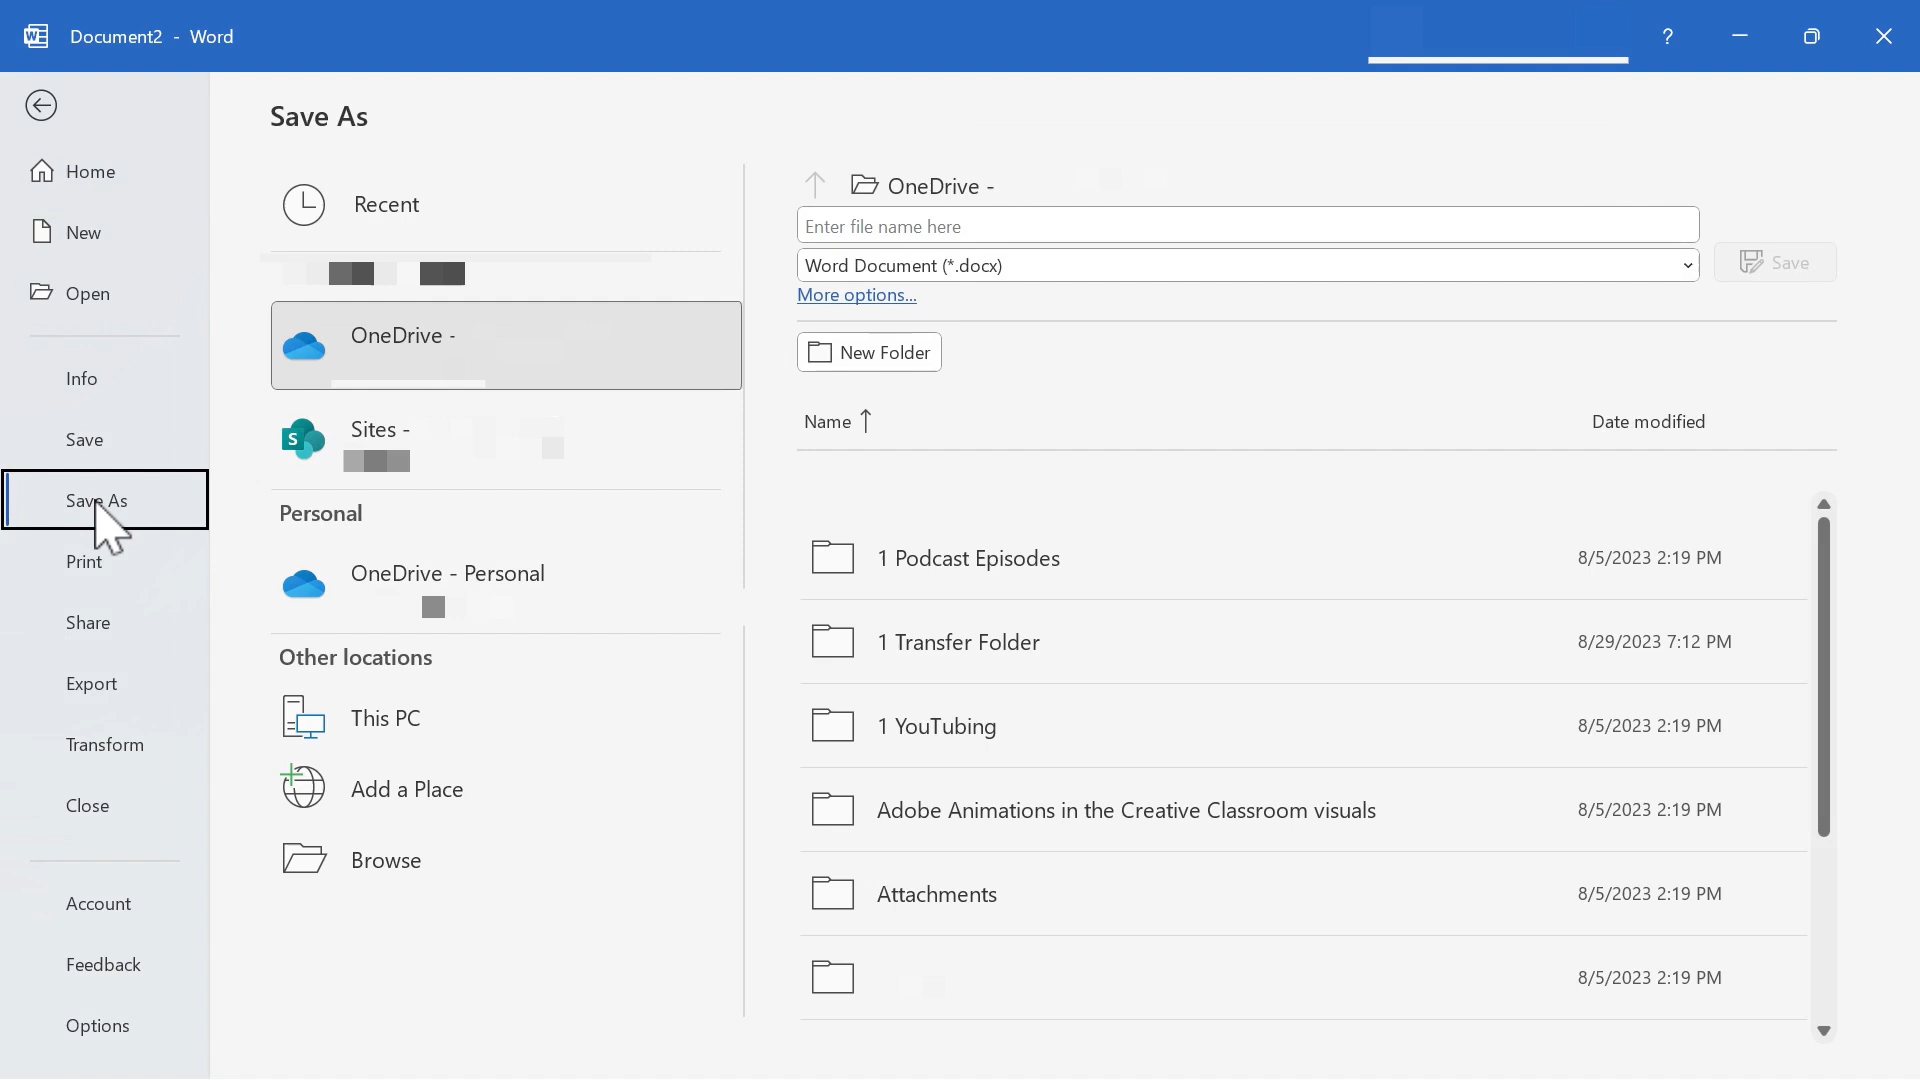 Document2 - Word
?
Save As
Home
New
Open
Info
Save
Save As
Print
Share
Export
Transform
Close
Account
Feedback
Options
Recent
OneDrive -
Sites -
Personal
OneDrive - Personal
Other locations
This PC
Add a Place
Browse
OneDrive -
Enter file name here
Word Document (*.docx)
Save
More options...
New Folder
Name Date modified
1 Podcast Episodes 8/5/2023 2:19 PM
1 Transfer Folder 8/29/2023 7:12 PM
1 YouTubing 8/5/2023 2:19 PM
Adobe Animations in the Creative Classroom visuals 8/5/2023 2:19 PM
Attachments 8/5/2023 2:19 PM
8/5/2023 2:19 PM